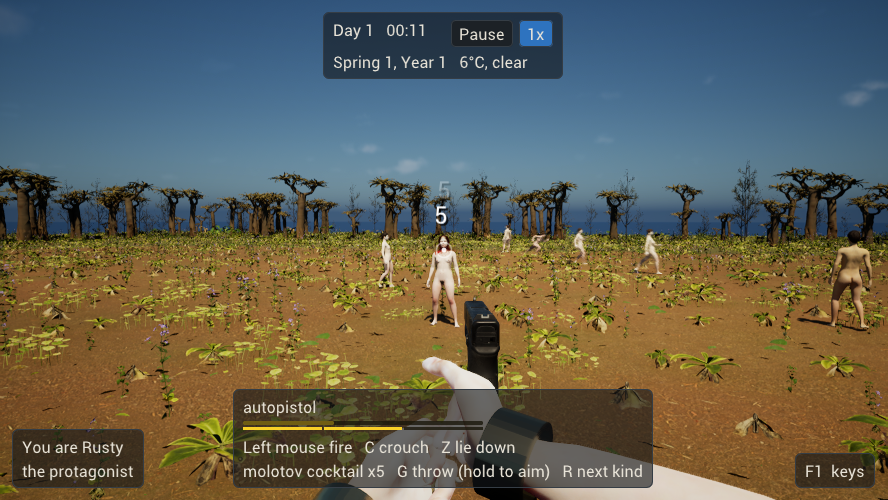 Day 1 00:11 Pause 1x
Spring 1, Year 1 6°C, clear
5
5
autopistol
Left mouse fire C crouch Z lie down
molotov cocktail x5 G throw (hold to aim) R next kind
You are Rusty
the protagonist
F1 keys